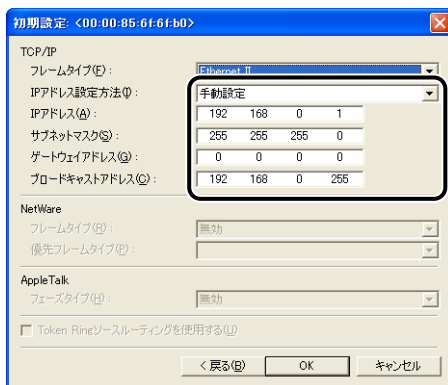 初期設定: <00:00:85:6f:6f:b0>
TCP/IP
フレームタイプ(F): Ethernet II
IPアドレス設定方法(I): 手動設定
IPアドレス(A): 192 168 0 1
サブネットマスク(S): 255 255 255 0
ゲートウェイアドレス(G): 0 0 0 0
ブロードキャストアドレス(C): 192 168 0 255
NetWare
フレームタイプ(R): 無効
優先フレームタイプ(P):
AppleTalk
フェーズタイプ(H): 無効
Token Ringソースルーティングを使用する(U)
< 戻る(B) OK キャンセル